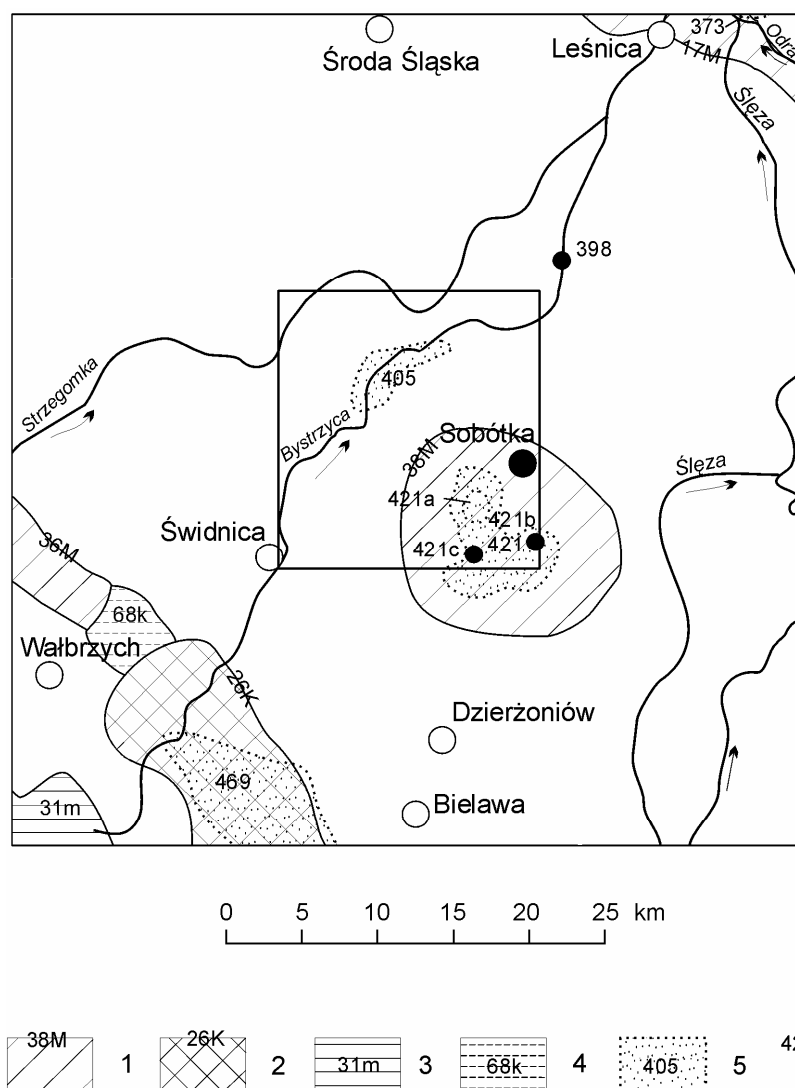 373
Odra
Środa Śląska
Leśnica
17M
Ślęza
398
Strzegomka
405
Bystrzyca
38M
Sobótka
Ślęza
421a
421b
421
421c
Świdnica
36M
68k
Wałbrzych
26K
Dzierżoniów
469
31m
Bielawa
0 5 10 15 20 25 km
38M 1 26K 2 31m 3 68k 4 405 5